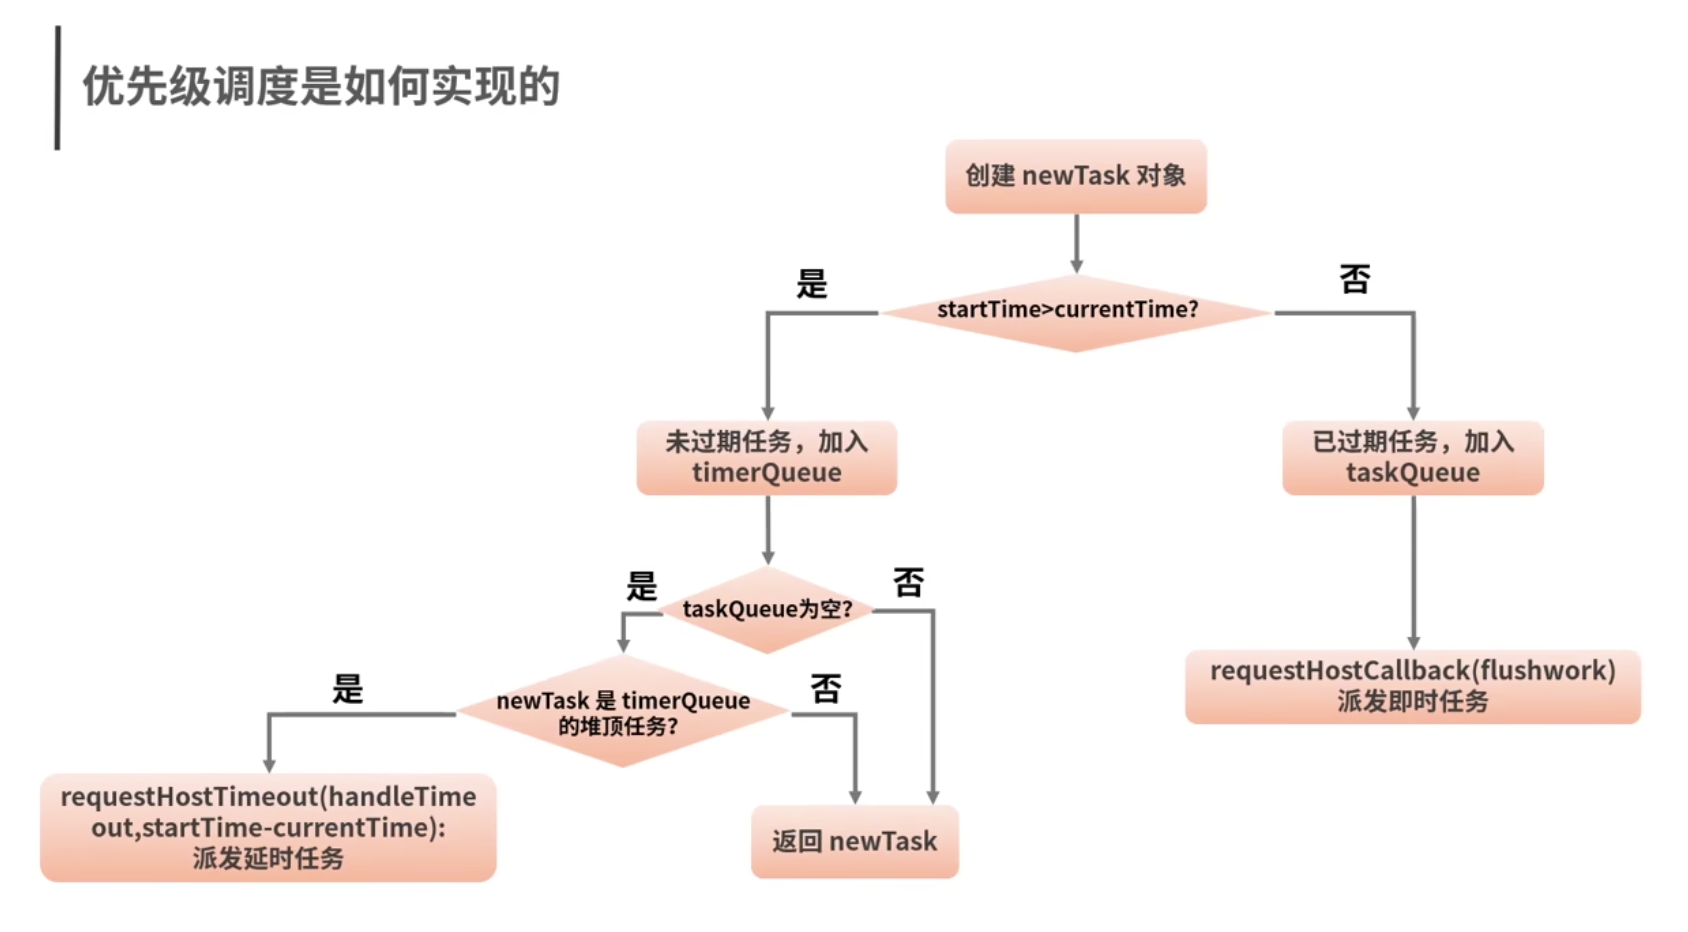 优先级调度是如何实现的
创建 newTask 对象
是
startTime>currentTime?
否
未过期任务，加入
timerQueue
已过期任务，加入
taskQueue
是
taskQueue为空?
否
是
newTask 是 timerQueue
的堆顶任务?
否
requestHostCallback(flushwork)
派发即时任务
requestHostTimeout(handleTime
out,startTime-currentTime):
派发延时任务
返回 newTask